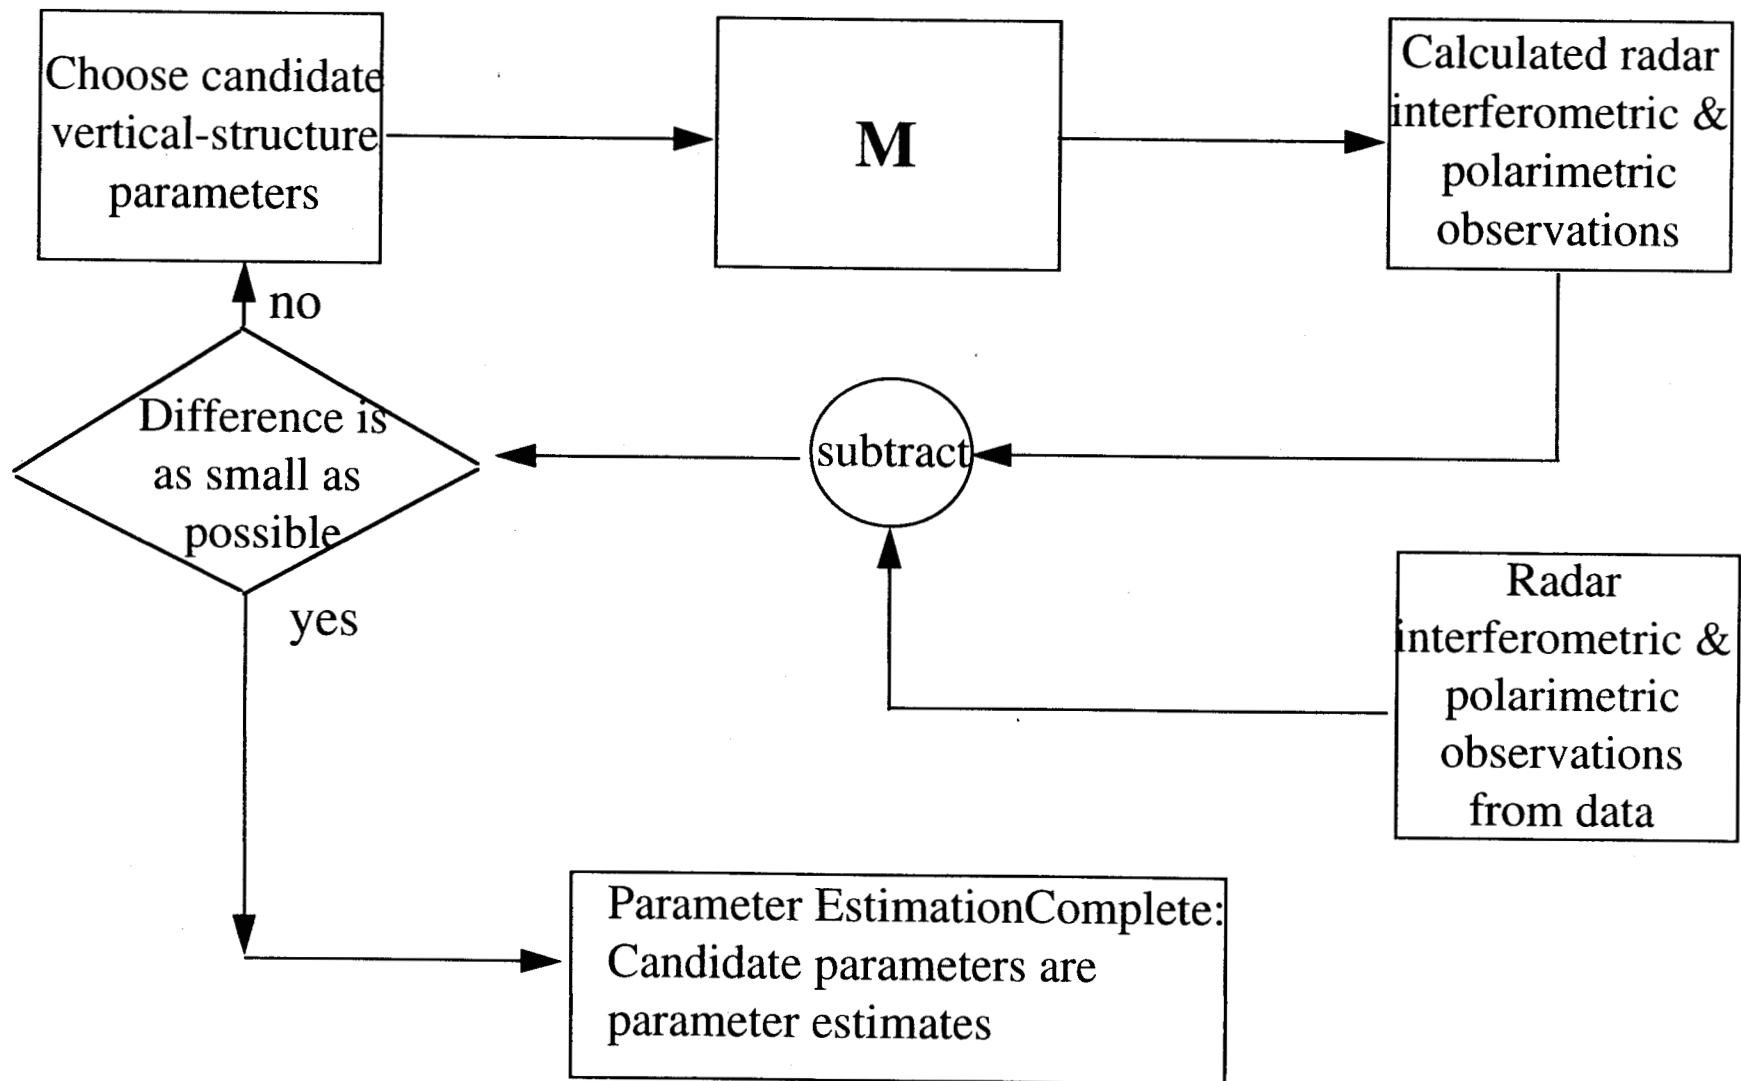 Choose candidate
vertical-structure
parameters
M
Calculated radar
interferometric &
polarimetric
observations
no
Difference is
as small as
possible
subtract
yes
Radar
interferometric &
polarimetric
observations
from data
Parameter EstimationComplete:
Candidate parameters are
parameter estimates